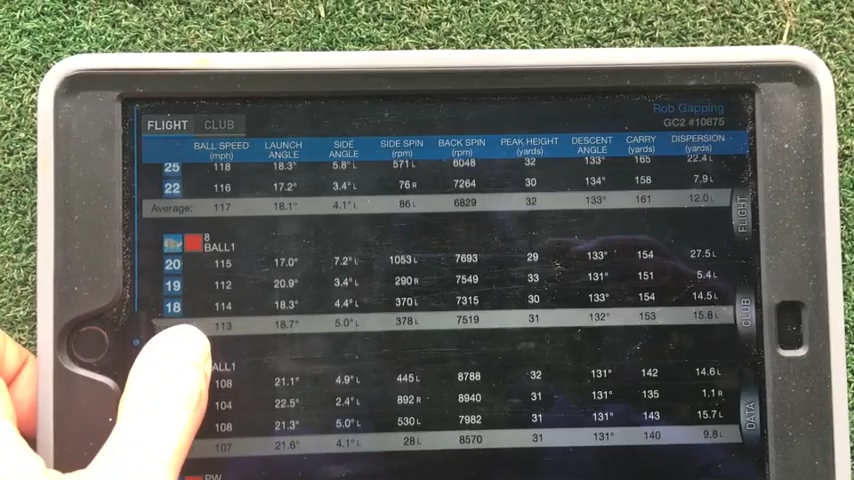 Rob Gapping
FLIGHT CLUB GC2 #10875
BALL SPEED (mph) LAUNCH ANGLE SIDE ANGLE SIDE SPIN (rpm) BACK SPIN (rpm) PEAK HEIGHT (yards) DESCENT ANGLE CARRY (yards) DISPERSION (yards)
25 118 18.3° 5.8° L 571 L 6048 32 133° 165 22.4 L
22 116 17.2° 3.4° L 76 R 7264 30 134° 158 7.9 L
Average: 117 18.1° 4.1° L 86 L 6829 32 133° 161 12.0 L
FLIGHT
8
BALL1
20 115 17.0° 7.2° L 1053 L 7693 29 133° 154 27.5 L
19 112 20.9° 3.4° L 290 R 7549 33 131° 151 5.4 L
18 114 18.3° 4.4° L 370 L 7315 30 133° 154 14.5 L
113 18.7° 5.0° L 378 L 7519 31 132° 153 15.8 L
CLUB
ALL1
108 21.1° 4.9° L 445 L 8788 32 131° 142 14.6 L
104 22.5° 2.4° L 892 R 8940 31 131° 135 1.1 R
108 21.3° 5.0° L 530 L 7982 31 131° 143 15.7 L
107 21.6° 4.1° L 28 L 8570 31 131° 140 9.8 L
DATA
PW